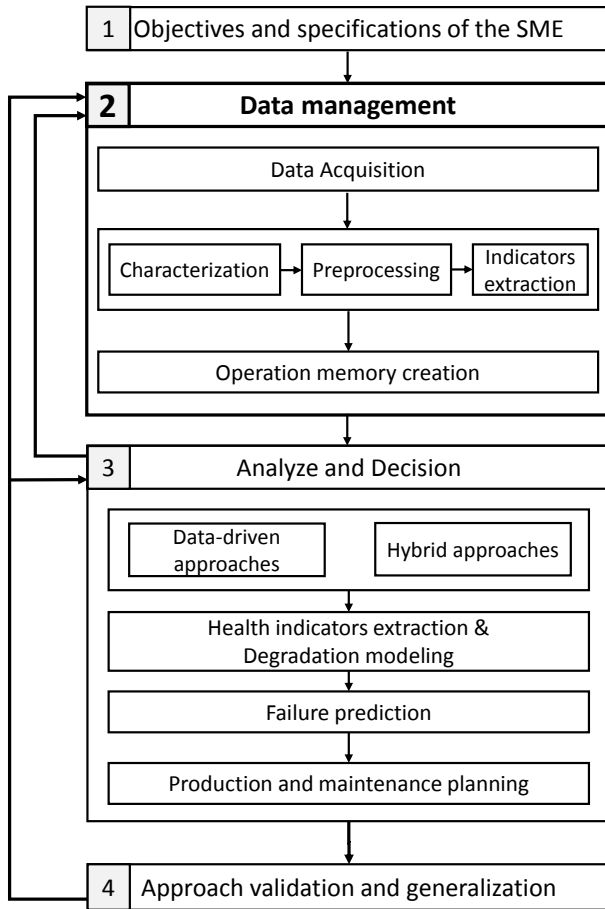 1 Objectives and specifications of the SME
2 Data management
Data Acquisition
Characterization Preprocessing Indicators
extraction
Operation memory creation
3 Analyze and Decision
Data-driven
approaches
Hybrid approaches
Health indicators extraction &
Degradation modeling
Failure prediction
Production and maintenance planning
4 Approach validation and generalization